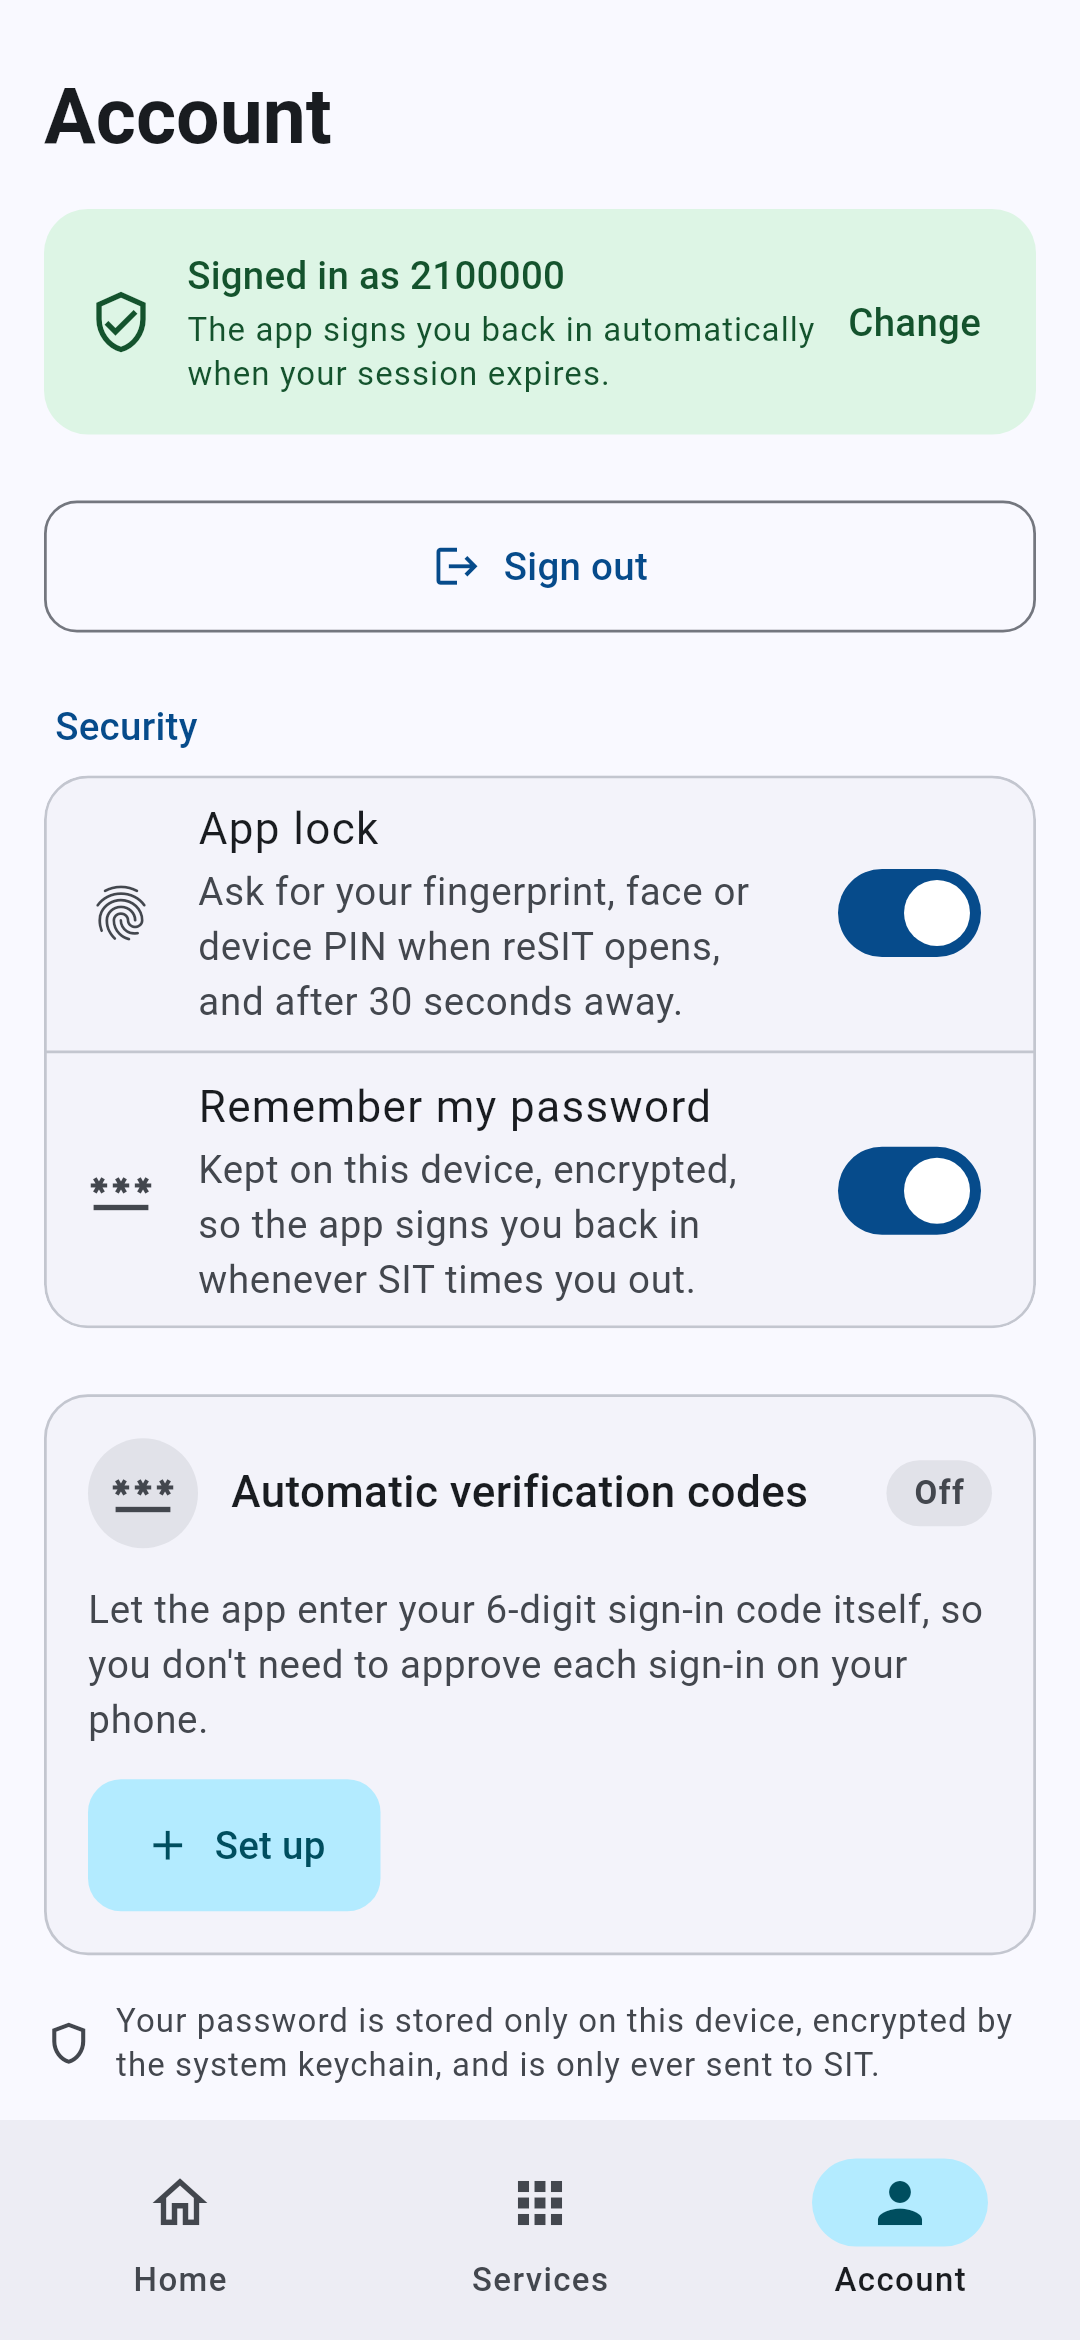 Account
Signed in as 2100000
The app signs you back in automatically
when your session expires.
Change
Sign out
Security
App lock
Ask for your fingerprint, face or
device PIN when reSIT opens,
and after 30 seconds away.
Remember my password
Kept on this device, encrypted,
so the app signs you back in
whenever SIT times you out.
Automatic verification codes
Off
Let the app enter your 6-digit sign-in code itself, so
you don't need to approve each sign-in on your
phone.
Set up
Your password is stored only on this device, encrypted by
the system keychain, and is only ever sent to SIT.
Home
Services
Account